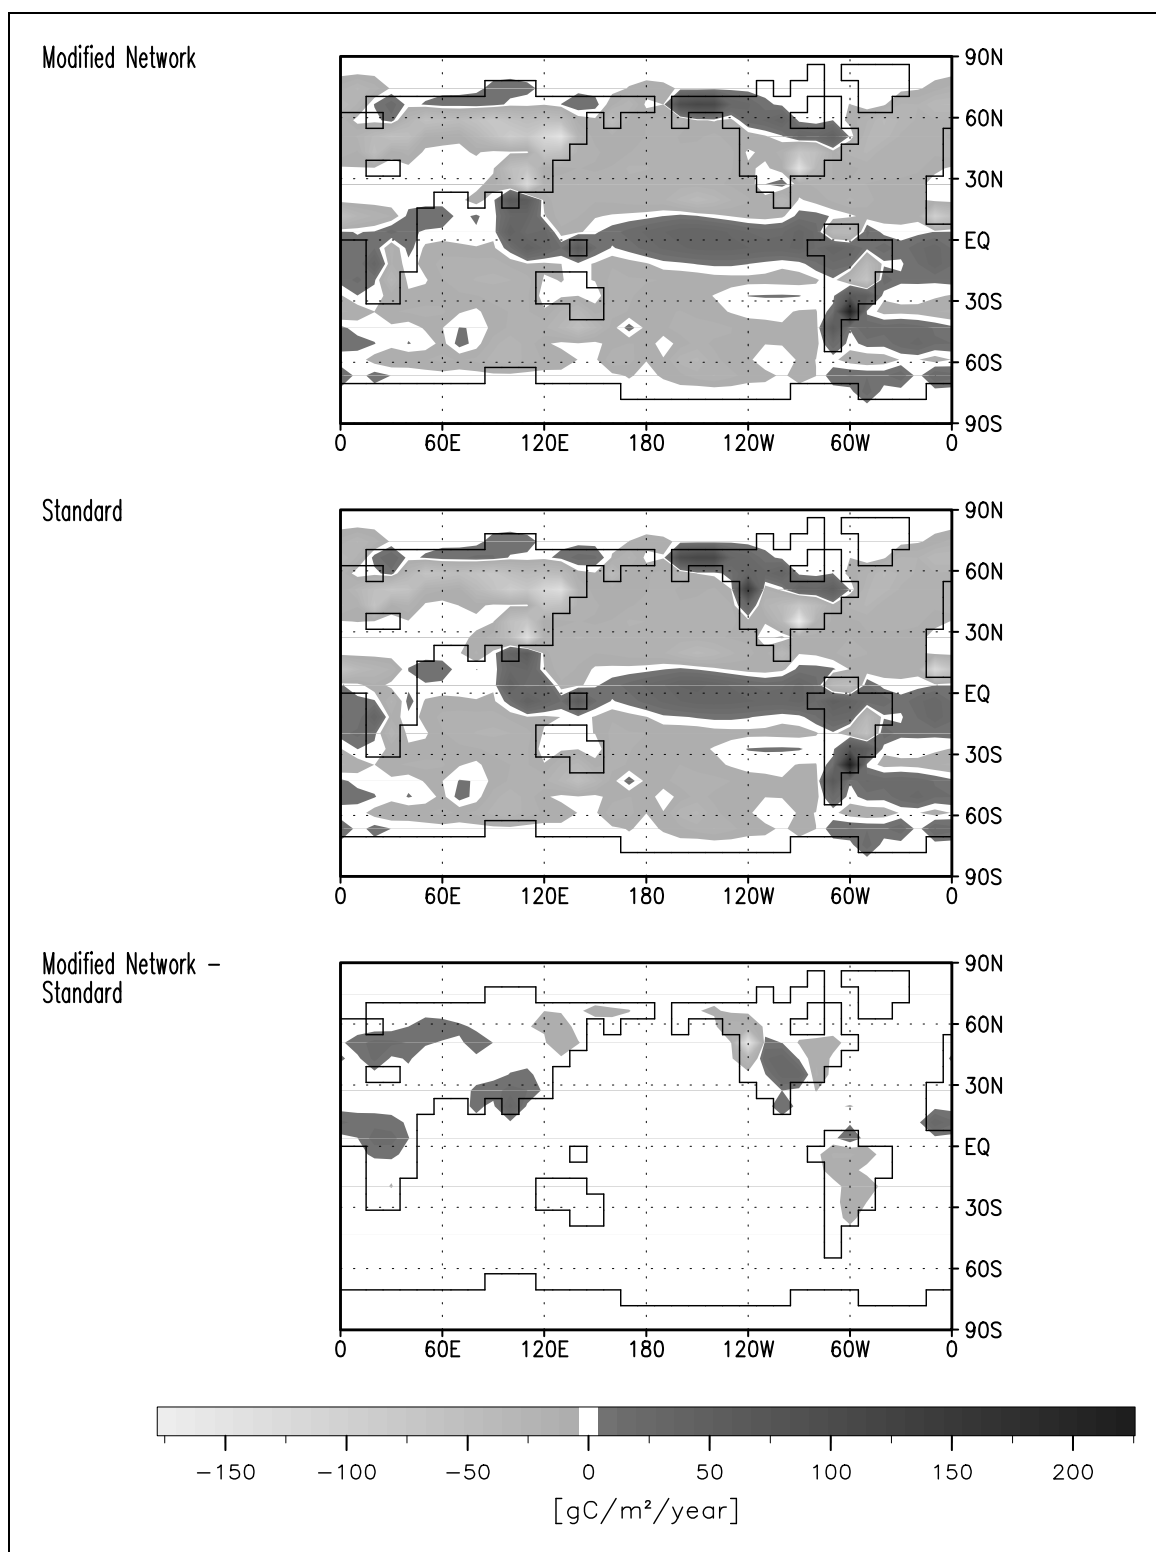 Modified Network
90N
60N
30N
EQ
30S
60S
90S
0 60E 120E 180 120W 60W 0
Standard
90N
60N
30N
EQ
30S
60S
90S
0 60E 120E 180 120W 60W 0
Modified Network –
Standard
90N
60N
30N
EQ
30S
60S
90S
0 60E 120E 180 120W 60W 0
−150 −100 −50 0 50 100 150 200
[gC/m²/year]